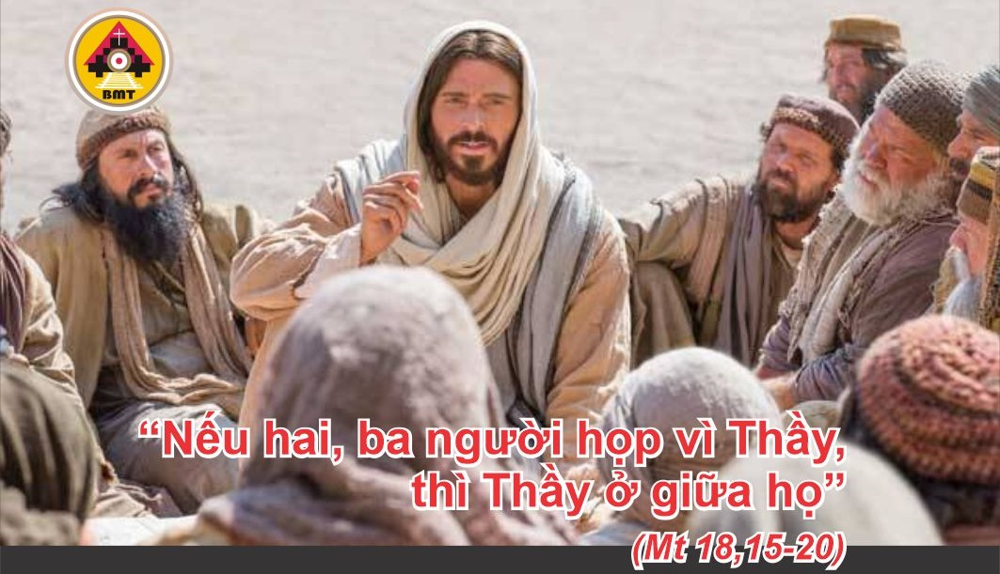 BMT
“Nếu hai, ba người họp vì Thầy,
thì Thầy ở giữa họ”
(Mt 18,15-20)